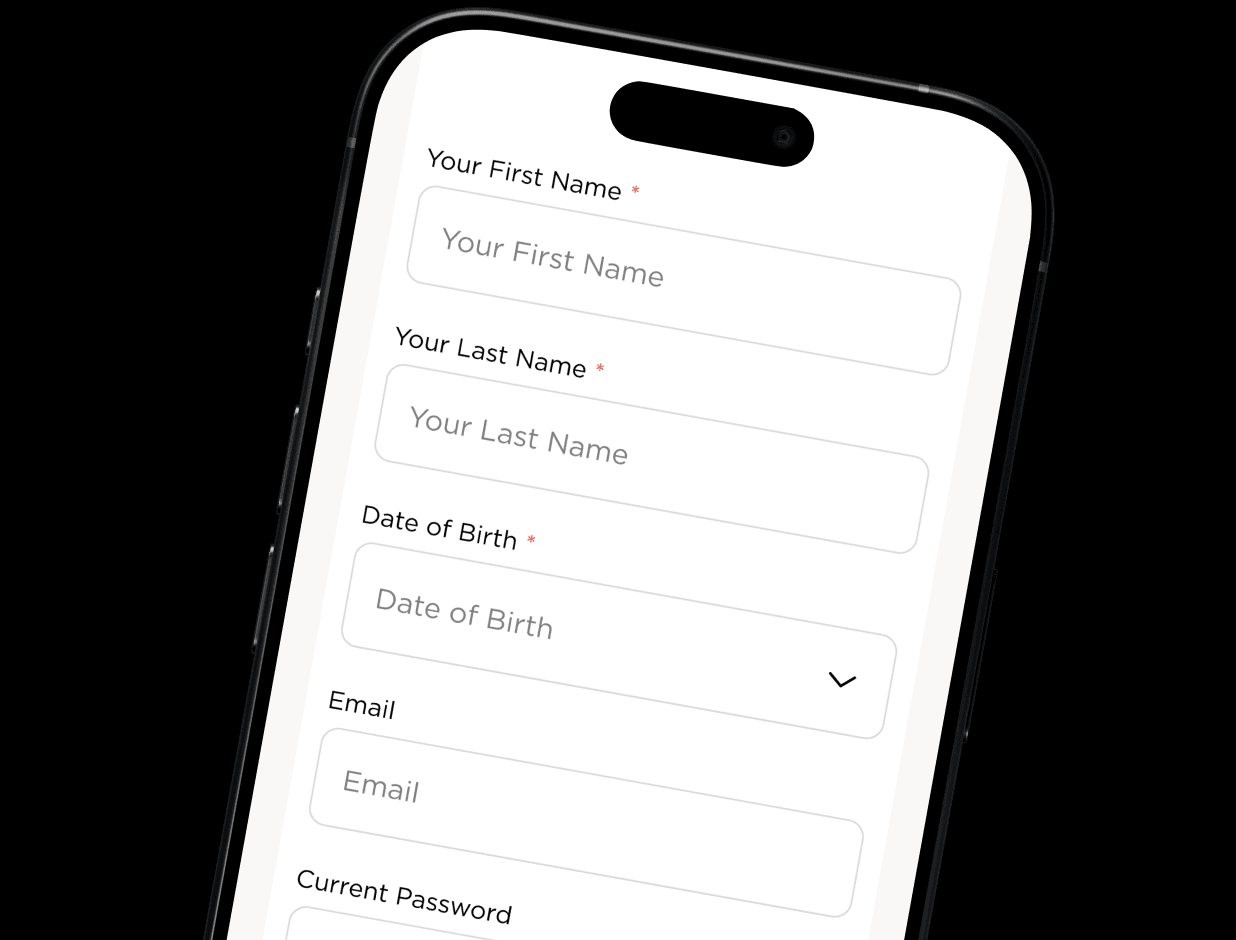 Your First Name *
Your First Name
Your Last Name *
Your Last Name
Date of Birth *
Date of Birth
Email
Email
Current Password